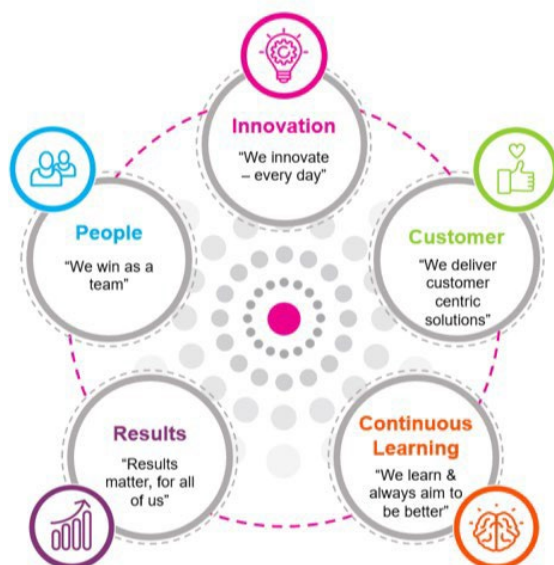 Innovation
“We innovate
– every day”
People
“We win as a
team”
Customer
“We deliver
customer
centric
solutions”
Results
“Results
matter, for all
of us”
Continuous
Learning
“We learn &
always aim to
be better”